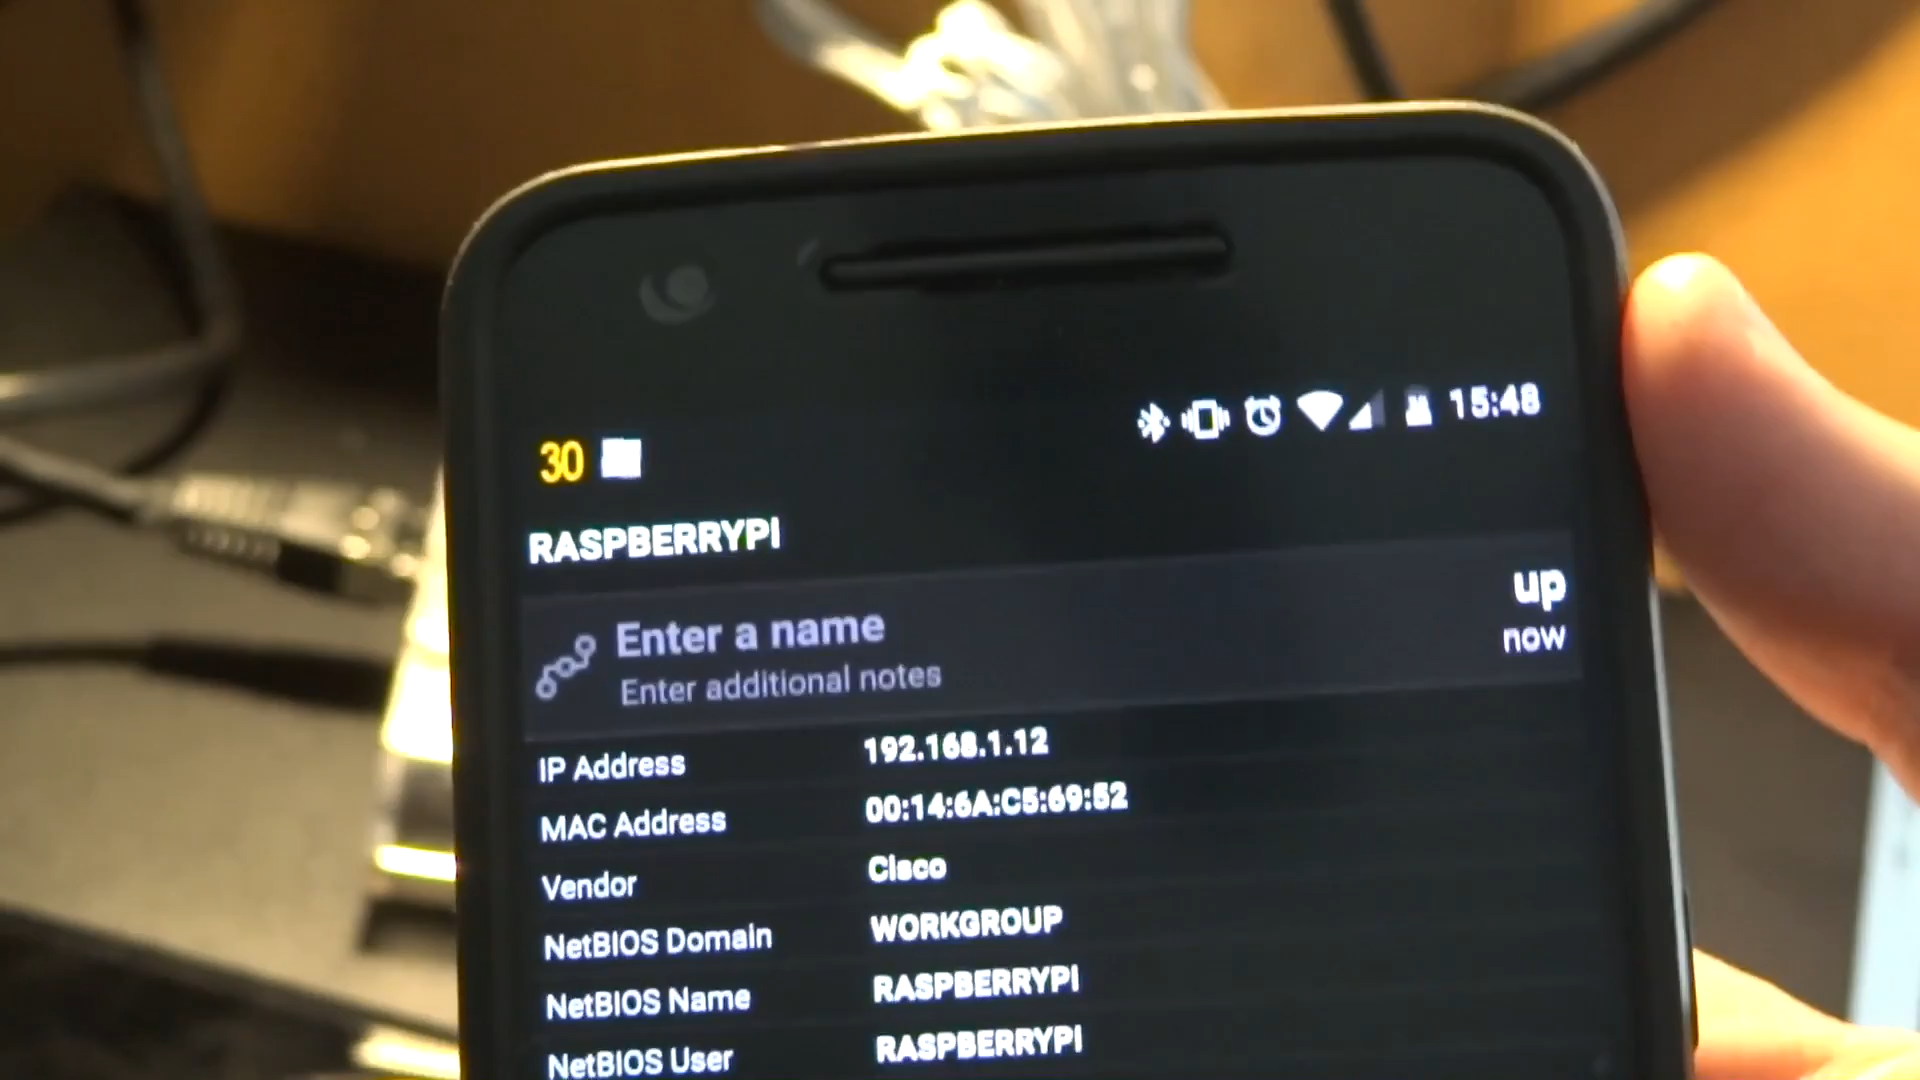 30
15:48
RASPBERRYPI
Enter a name
up
Enter additional notes
now
IP Address 192.168.1.12
MAC Address 00:14:6A:C5:69:52
Vendor Cisco
NetBIOS Domain WORKGROUP
NetBIOS Name RASPBERRYPI
NetBIOS User RASPBERRYPI